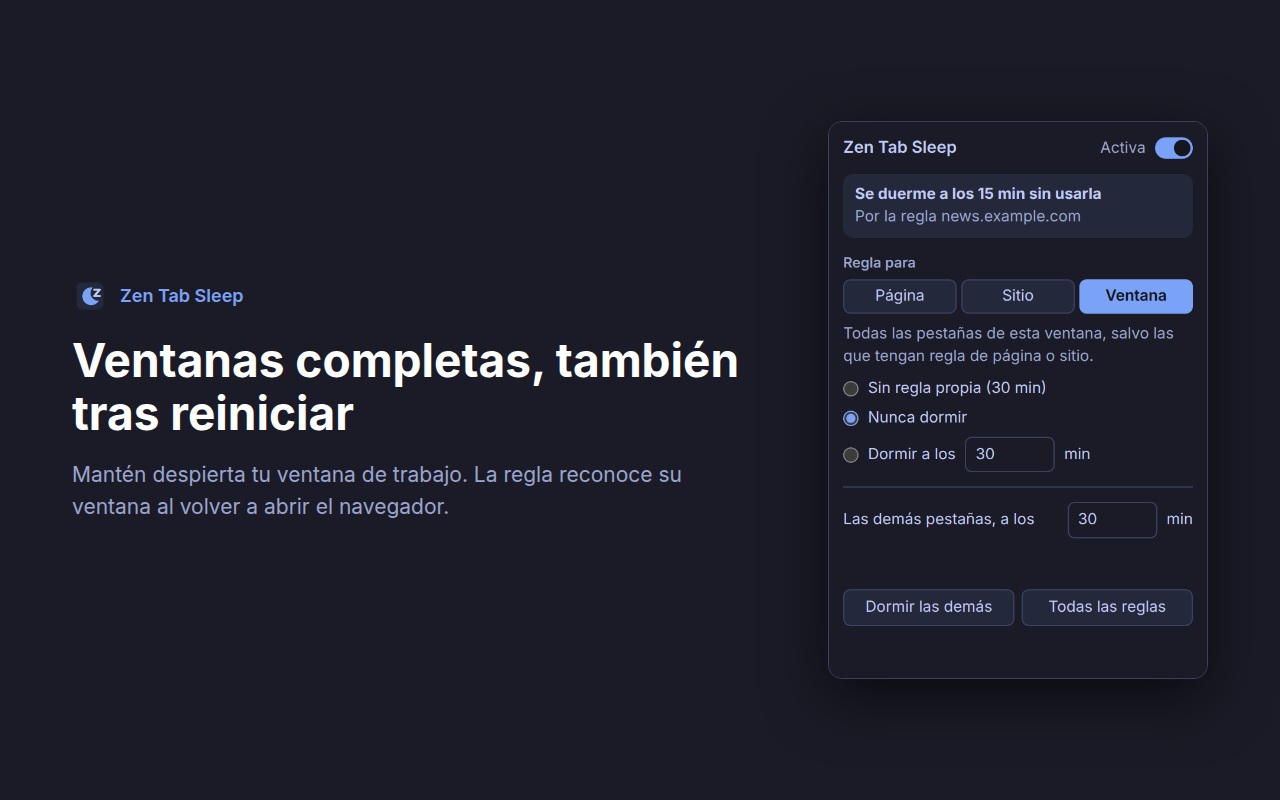 Zen Tab Sleep
Ventanas completas, también
tras reiniciar
Mantén despierta tu ventana de trabajo. La regla reconoce su
ventana al volver a abrir el navegador.
Zen Tab Sleep
Activa
Se duerme a los 15 min sin usarla
Por la regla news.example.com
Regla para
Página
Sitio
Ventana
Todas las pestañas de esta ventana, salvo las
que tengan regla de página o sitio.
Sin regla propia (30 min)
Nunca dormir
Dormir a los 30 min
Las demás pestañas, a los 30 min
Dormir las demás
Todas las reglas